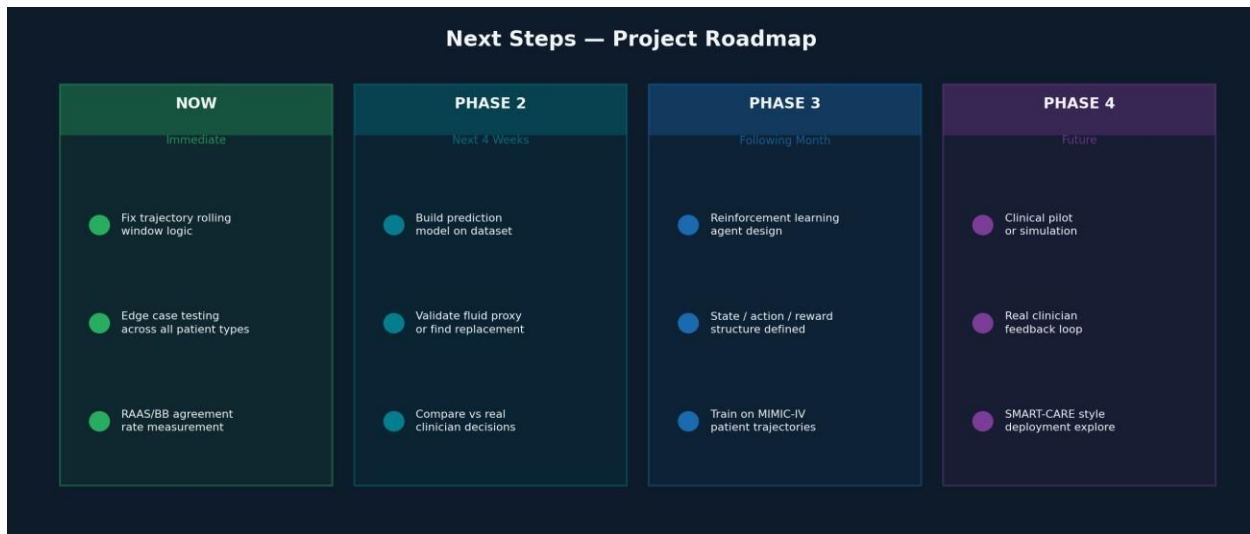 Next Steps — Project Roadmap
NOW
Immediate
Fix trajectory rolling
window logic
Edge case testing
across all patient types
RAAS/BB agreement
rate measurement
PHASE 2
Next 4 Weeks
Build prediction
model on dataset
Validate fluid proxy
or find replacement
Compare vs real
clinician decisions
PHASE 3
Following Month
Reinforcement learning
agent design
State / action / reward
structure defined
Train on MIMIC-IV
patient trajectories
PHASE 4
Future
Clinical pilot
or simulation
Real clinician
feedback loop
SMART-CARE style
deployment explore